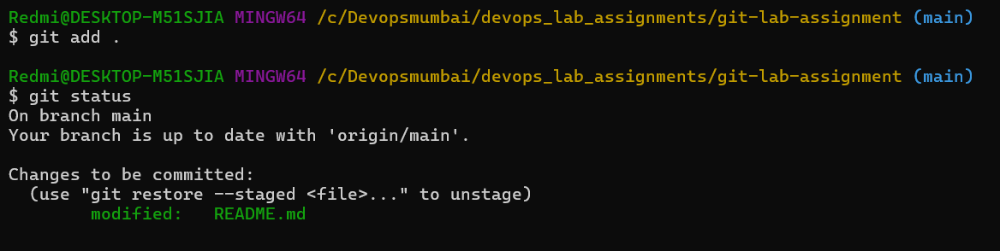 Redmi@DESKTOP-M51SJIA MINGW64 /c/Devopsmumbai/devops_lab_assignments/git-lab-assignment (main)
$ git add .
Redmi@DESKTOP-M51SJIA MINGW64 /c/Devopsmumbai/devops_lab_assignments/git-lab-assignment (main)
$ git status
On branch main
Your branch is up to date with 'origin/main'.
Changes to be committed:
  (use "git restore --staged <file>..." to unstage)
        modified:   README.md